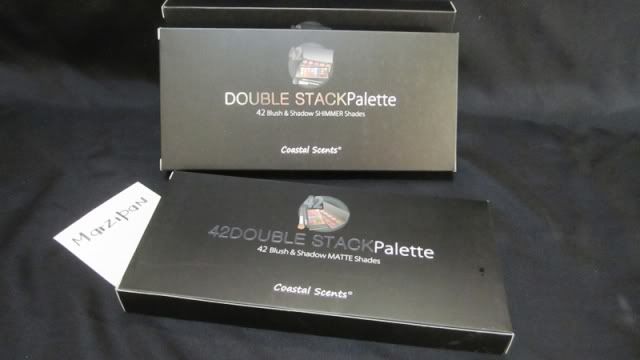 DOUBLE STACKPalette
42 Blush & Shadow SHIMMER Shades
Coastal Scents®
42
42DOUBLE STACKPalette
42 Blush & Shadow MATTE Shades
Coastal Scents®
Marzipan